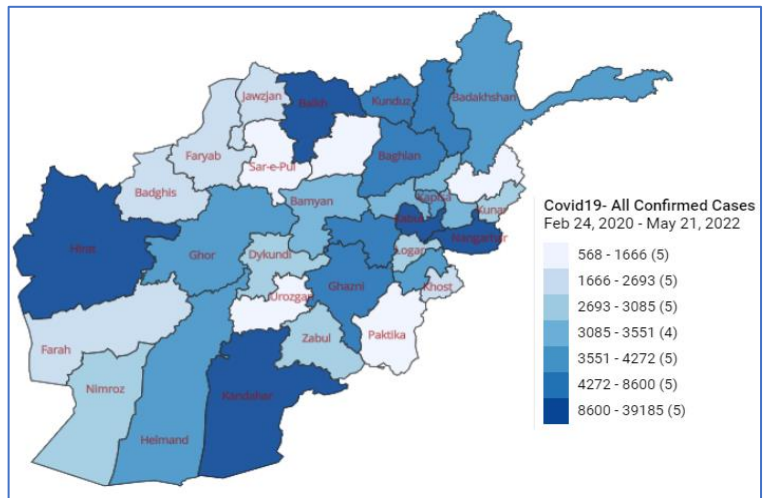 Jawzjan
Balkh
Kunduz
Badakhshan
Faryab
Sar-e-Pul
Baghlan
Badghis
Bamyan
Kapisa
Kunar
Kabul
Nangarhar
Hirat
Ghor
Dykundi
Logar
Urozgan
Ghazni
Khost
Farah
Zabul
Paktika
Nimroz
Kandahar
Helmand
Covid19- All Confirmed Cases
Feb 24, 2020 - May 21, 2022
568 - 1666 (5)
1666 - 2693 (5)
2693 - 3085 (5)
3085 - 3551 (4)
3551 - 4272 (5)
4272 - 8600 (5)
8600 - 39185 (5)